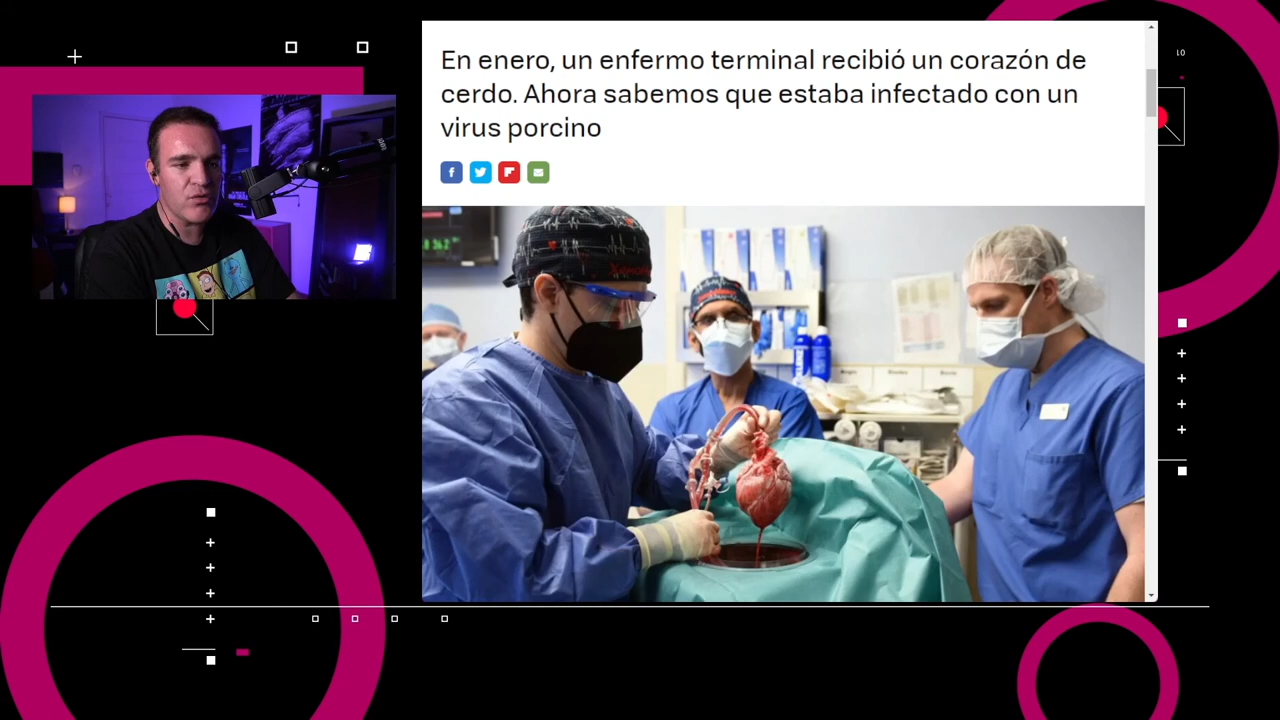 En enero, un enfermo terminal recibió un corazón de
cerdo. Ahora sabemos que estaba infectado con un
virus porcino